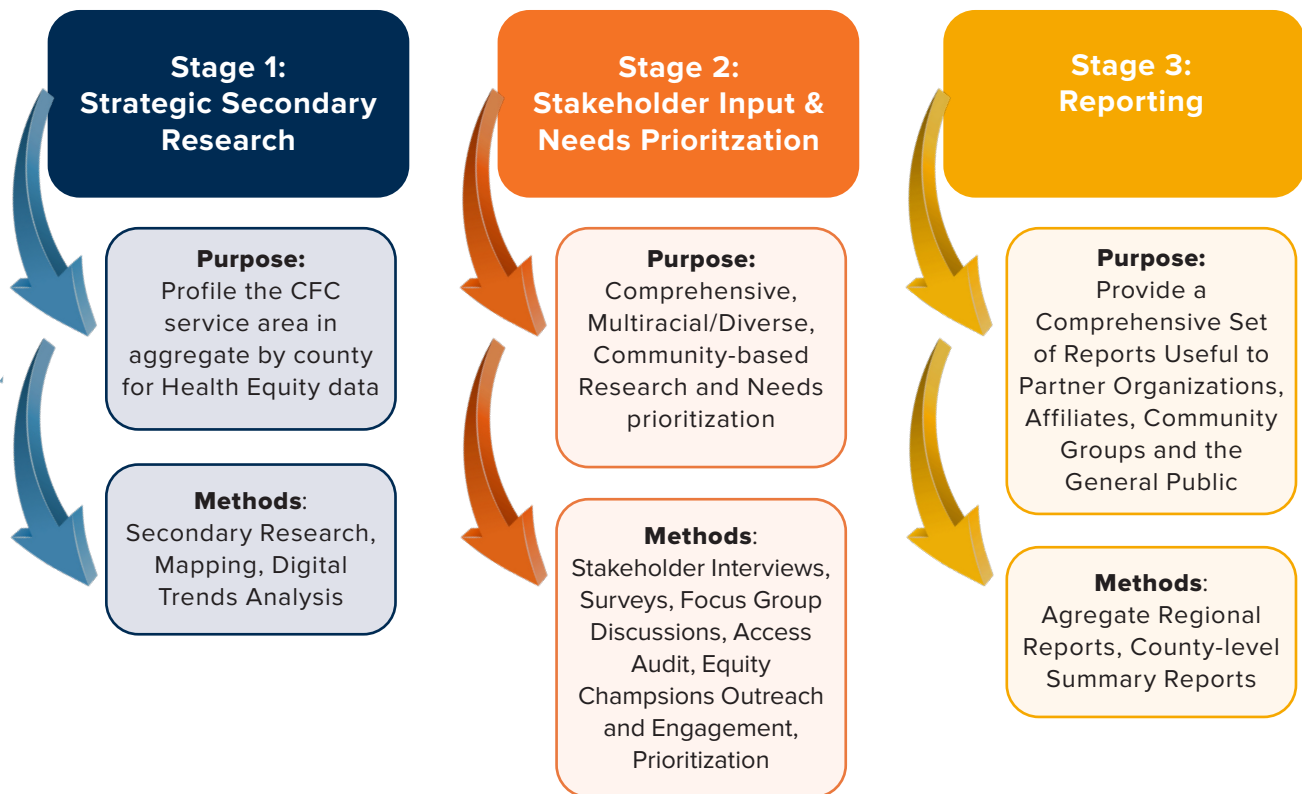 Stage 1:
Strategic Secondary
Research
Purpose:
Profile the CFC
service area in
aggregate by county
for Health Equity data
Methods:
Secondary Research,
Mapping, Digital
Trends Analysis
Stage 2:
Stakeholder Input &
Needs Prioritzation
Purpose:
Comprehensive,
Multiracial/Diverse,
Community-based
Research and Needs
prioritization
Methods:
Stakeholder Interviews,
Surveys, Focus Group
Discussions, Access
Audit, Equity
Champsions Outreach
and Engagement,
Prioritization
Stage 3:
Reporting
Purpose:
Provide a
Comprehensive Set
of Reports Useful to
Partner Organizations,
Affiliates, Community
Groups and the
General Public
Methods:
Agregate Regional
Reports, County-level
Summary Reports